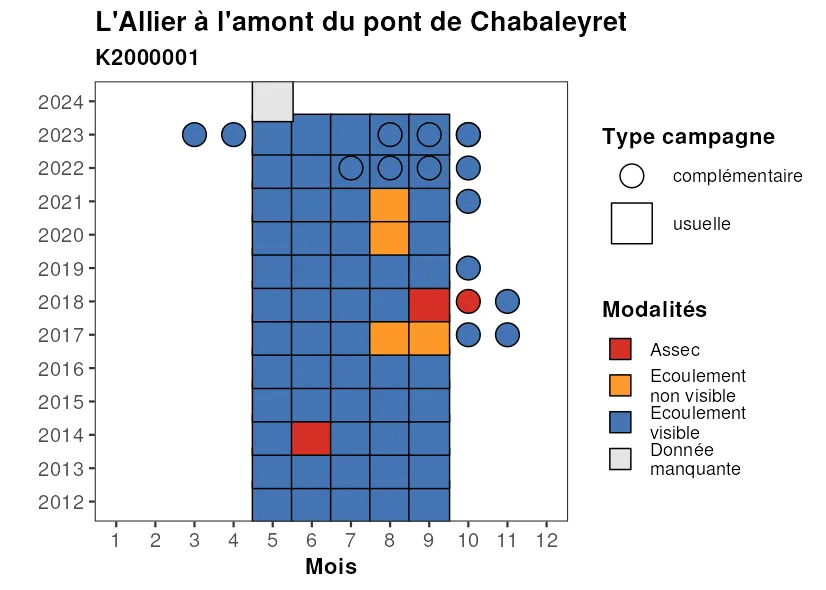 L'Allier à l'amont du pont de Chabaleyret
K2000001
2024
2023
2022
2021
2020
2019
2018
2017
2016
2015
2014
2013
2012
1 2 3 4 5 6 7 8 9 10 11 12
Mois
Type campagne
complémentaire
usuelle
Modalités
Assec
Ecoulement
non visible
Ecoulement
visible
Donnée
manquante